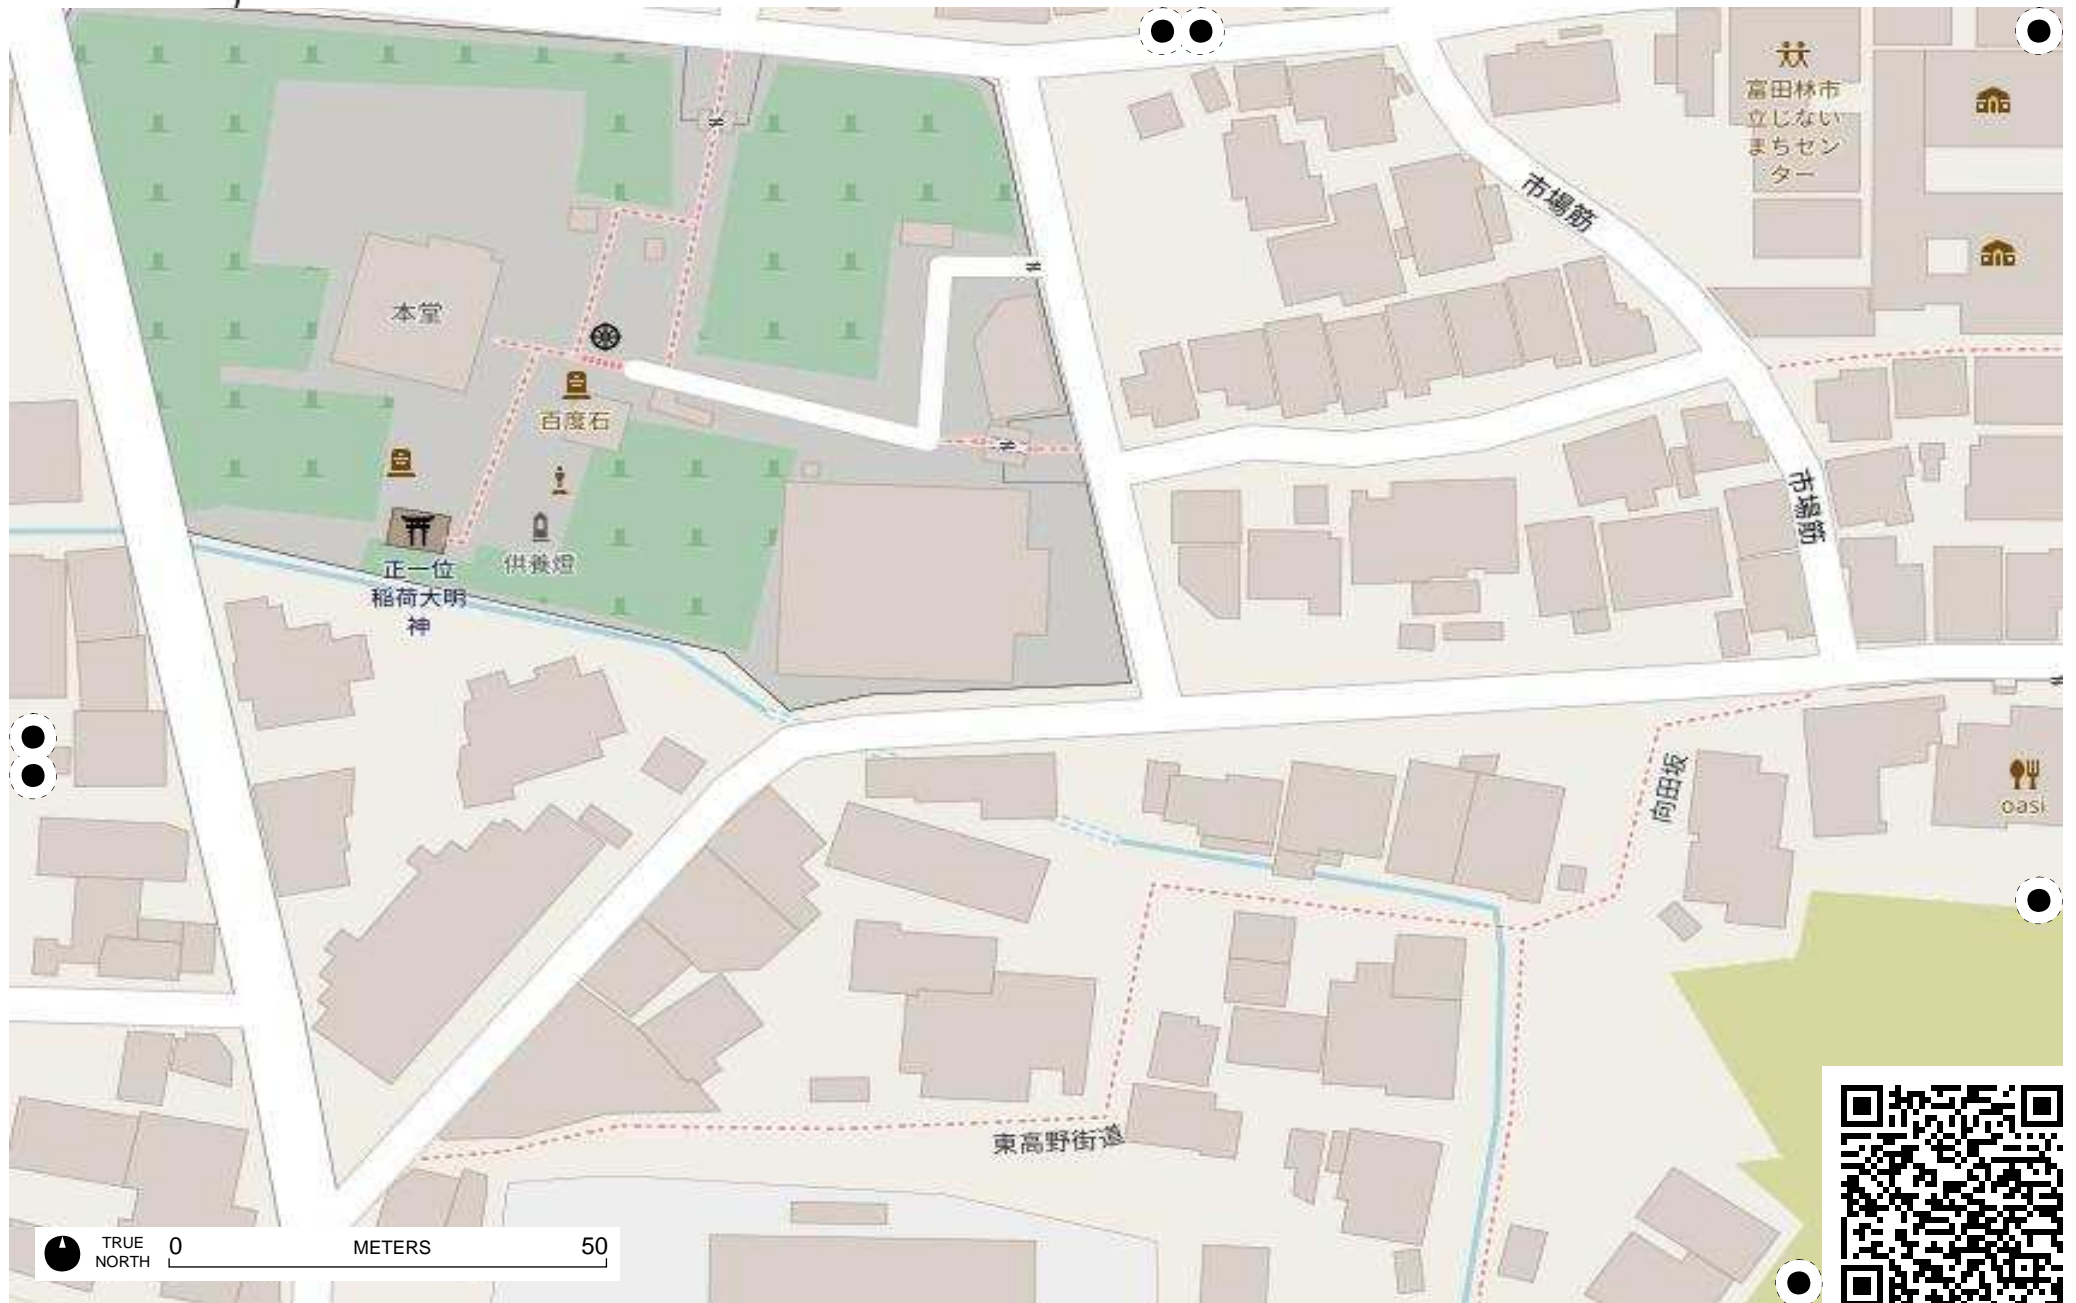 富田林市
立じない
まちセン
ター
市場筋
本堂
百度石
市場筋
供養燈
正一位
稲荷大明
神
向田坂
oasi
東高野街道
TRUE
NORTH
0
METERS
50